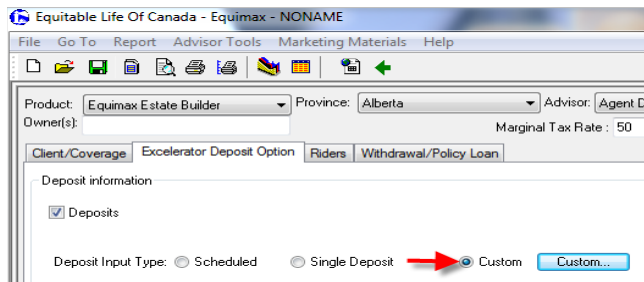 Equitable Life Of Canada - Equimax - NONAME
File Go To Report Advisor Tools Marketing Materials Help
Product: Equimax Estate Builder Province: Alberta Advisor: Agent D
Owner(s): Marginal Tax Rate : 50
Client/Coverage Excelerator Deposit Option Riders Withdrawal/Policy Loan
Deposit information
Deposits
Deposit Input Type: Scheduled Single Deposit Custom Custom...